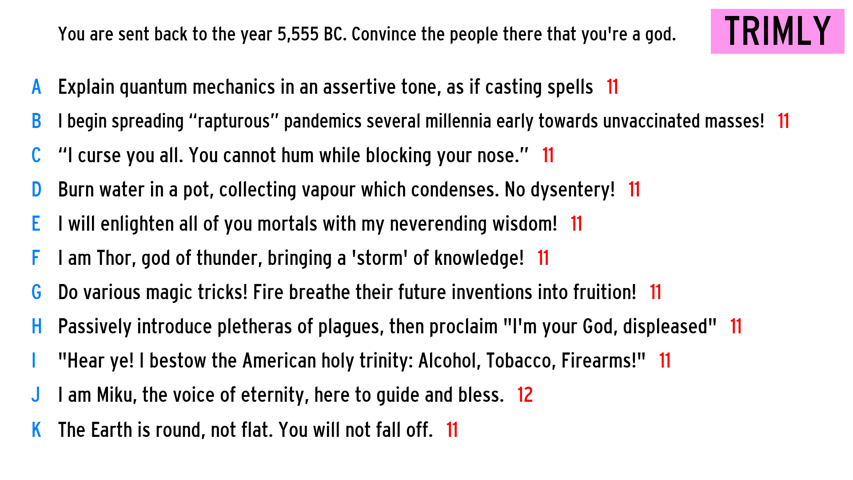 You are sent back to the year 5,555 BC. Convince the people there that you're a god.
TRIMLY
A Explain quantum mechanics in an assertive tone, as if casting spells 11
B I begin spreading “rapturous” pandemics several millennia early towards unvaccinated masses! 11
C “I curse you all. You cannot hum while blocking your nose.” 11
D Burn water in a pot, collecting vapour which condenses. No dysentery! 11
E I will enlighten all of you mortals with my neverending wisdom! 11
F I am Thor, god of thunder, bringing a 'storm' of knowledge! 11
G Do various magic tricks! Fire breathe their future inventions into fruition! 11
H Passively introduce pletheras of plagues, then proclaim "I'm your God, displeased" 11
I "Hear ye! I bestow the American holy trinity: Alcohol, Tobacco, Firearms!" 11
J I am Miku, the voice of eternity, here to guide and bless. 12
K The Earth is round, not flat. You will not fall off. 11